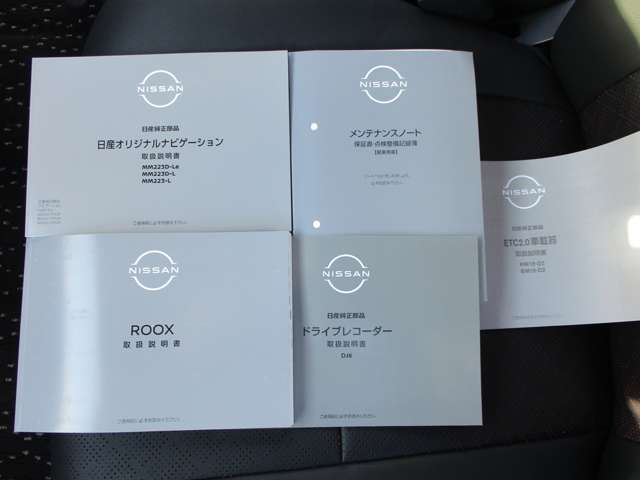 NISSAN
日産純正部品
日産オリジナルナビゲーション
取扱説明書
MM223D-Le
MM223D-L
MM223-L
ご使用前に必ずお読みください。
NISSAN
メンテナンスノート
保証書・点検整備記録簿
NISSAN
日産純正部品
ETC2.0車載器
取扱説明書
NISSAN
ROOX
取扱説明書
ご使用前に必ずお読みください。
NISSAN
日産純正部品
ドライブレコーダー
取扱説明書
DJ4
ご使用前に必ずお読みください。